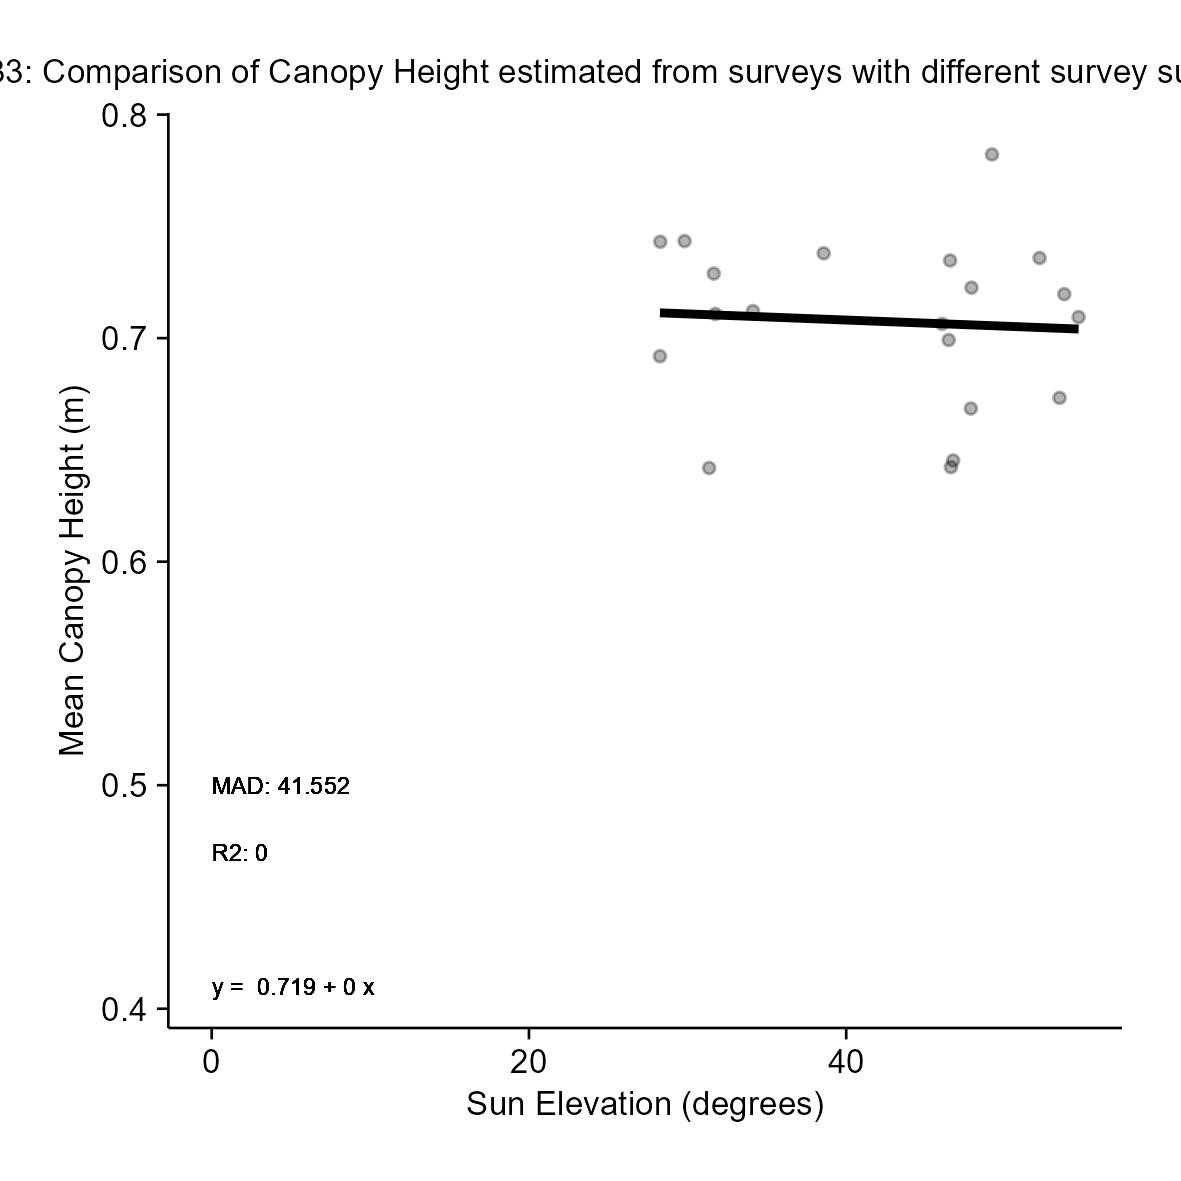 3: Comparison of Canopy Height estimated from surveys with different survey
0.8
0.7
0.6
0.5
0.4
Mean Canopy Height (m)
MAD: 41.552
R2: 0
y = 0.719 + 0 x
0
20
40
Sun Elevation (degrees)